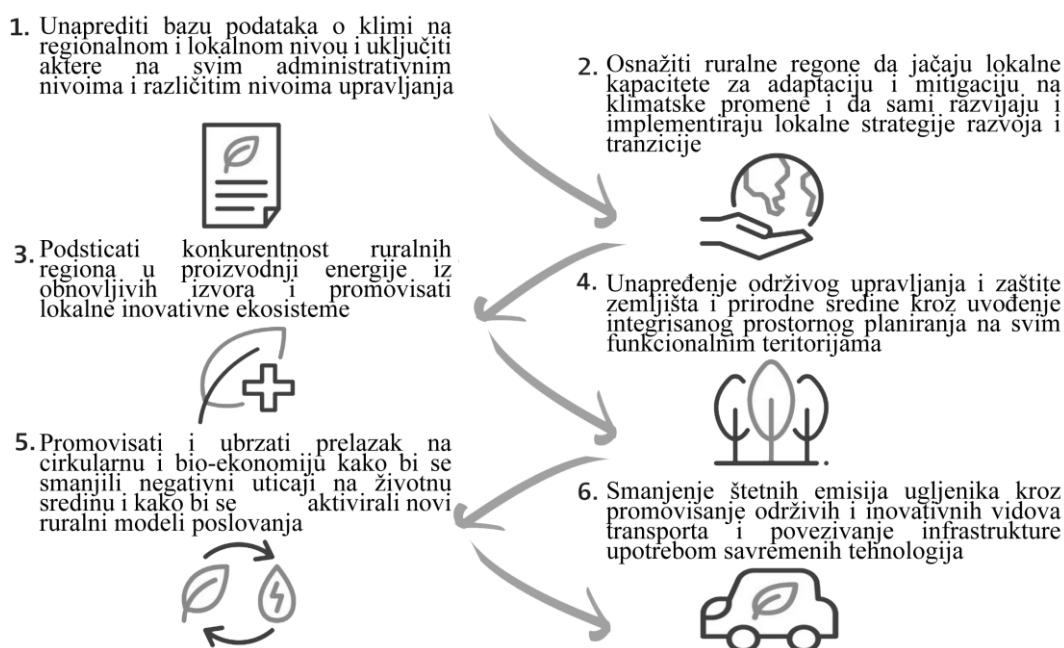 1. Unaprediti bazu podataka o klimi na
regionalnom i lokalnom nivou i uključiti
aktere na svim administrativnim
nivoima i različitim nivoima upravljanja
2. Osnažiti ruralne regone da jačaju lokalne
kapacitete za adaptaciju i mitigaciju na
klimatske promene i da sami razvijaju i
implementiraju lokalne strategije razvoja i
tranzicije
3. Podsticati konkurentnost ruralnih
regiona u proizvodnji energije iz
obnovljivih izvora i promovisati
lokalne inovativne ekosisteme
4. Unapređenje održivog upravljanja i zaštite
zemljišta i prirodne sredine kroz uvođenje
integrisanog prostornog planiranja na svim
funkcionalnim teritorijama
5. Promovisati i ubrzati prelazak na
cirkularnu i bio-ekonomiju kako bi se
smanjili negativni uticaji na životnu
sredinu i kako bi se aktivirali novi
ruralni modeli poslovanja
6. Smanjenje štetnih emisija ugljenika kroz
promovisanje održivih i inovativnih vidova
transporta i povezivanje infrastrukture
upotrebom savremenih tehnologija